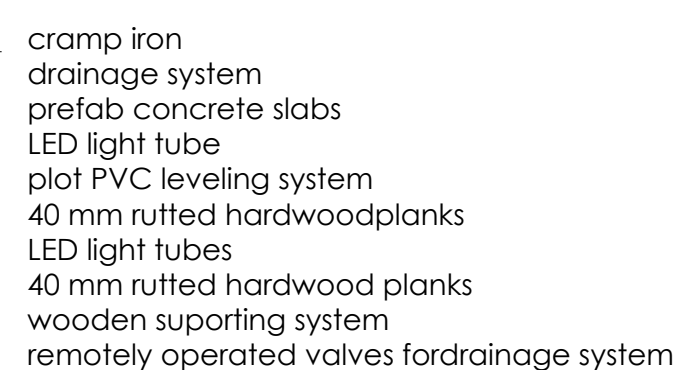 cramp iron
drainage system
prefab concrete slabs
LED light tube
plot PVC leveling system
40 mm rutted hardwoodplanks
LED light tubes
40 mm rutted hardwood planks
wooden suporting system
remotely operated valves fordrainage system